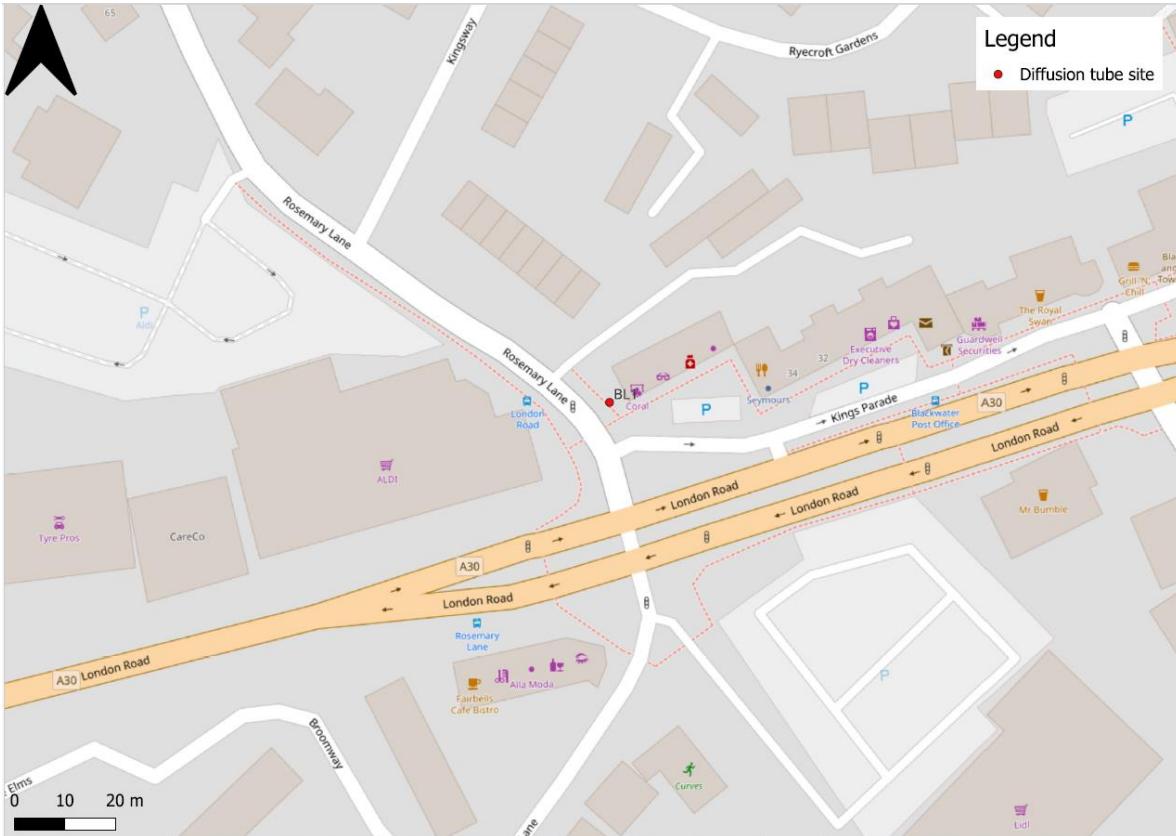 65
Kingsway
Ryecroft Gardens
Legend
Diffusion tube site
P
Rosemary Lane
P
Aldi
Rosemary Lane
London
Road
BL1
Coral
P
Seymours
34
32
Executive
Dry Cleaners
Guardwell
Securities
The Royal
Swan
Grill 'N'
Chill
P
Kings Parade
Blackwater
Post Office
A30
London Road
London Road
London Road
Mr Bumble
ALDI
Tyre Pros
CareCo
A30
London Road
Rosemary
Lane
A30
London Road
Alla Moda
Fairbells
Cafe Bistro
Broomway
Elms
P
Curves
Lidl
0 10 20 m